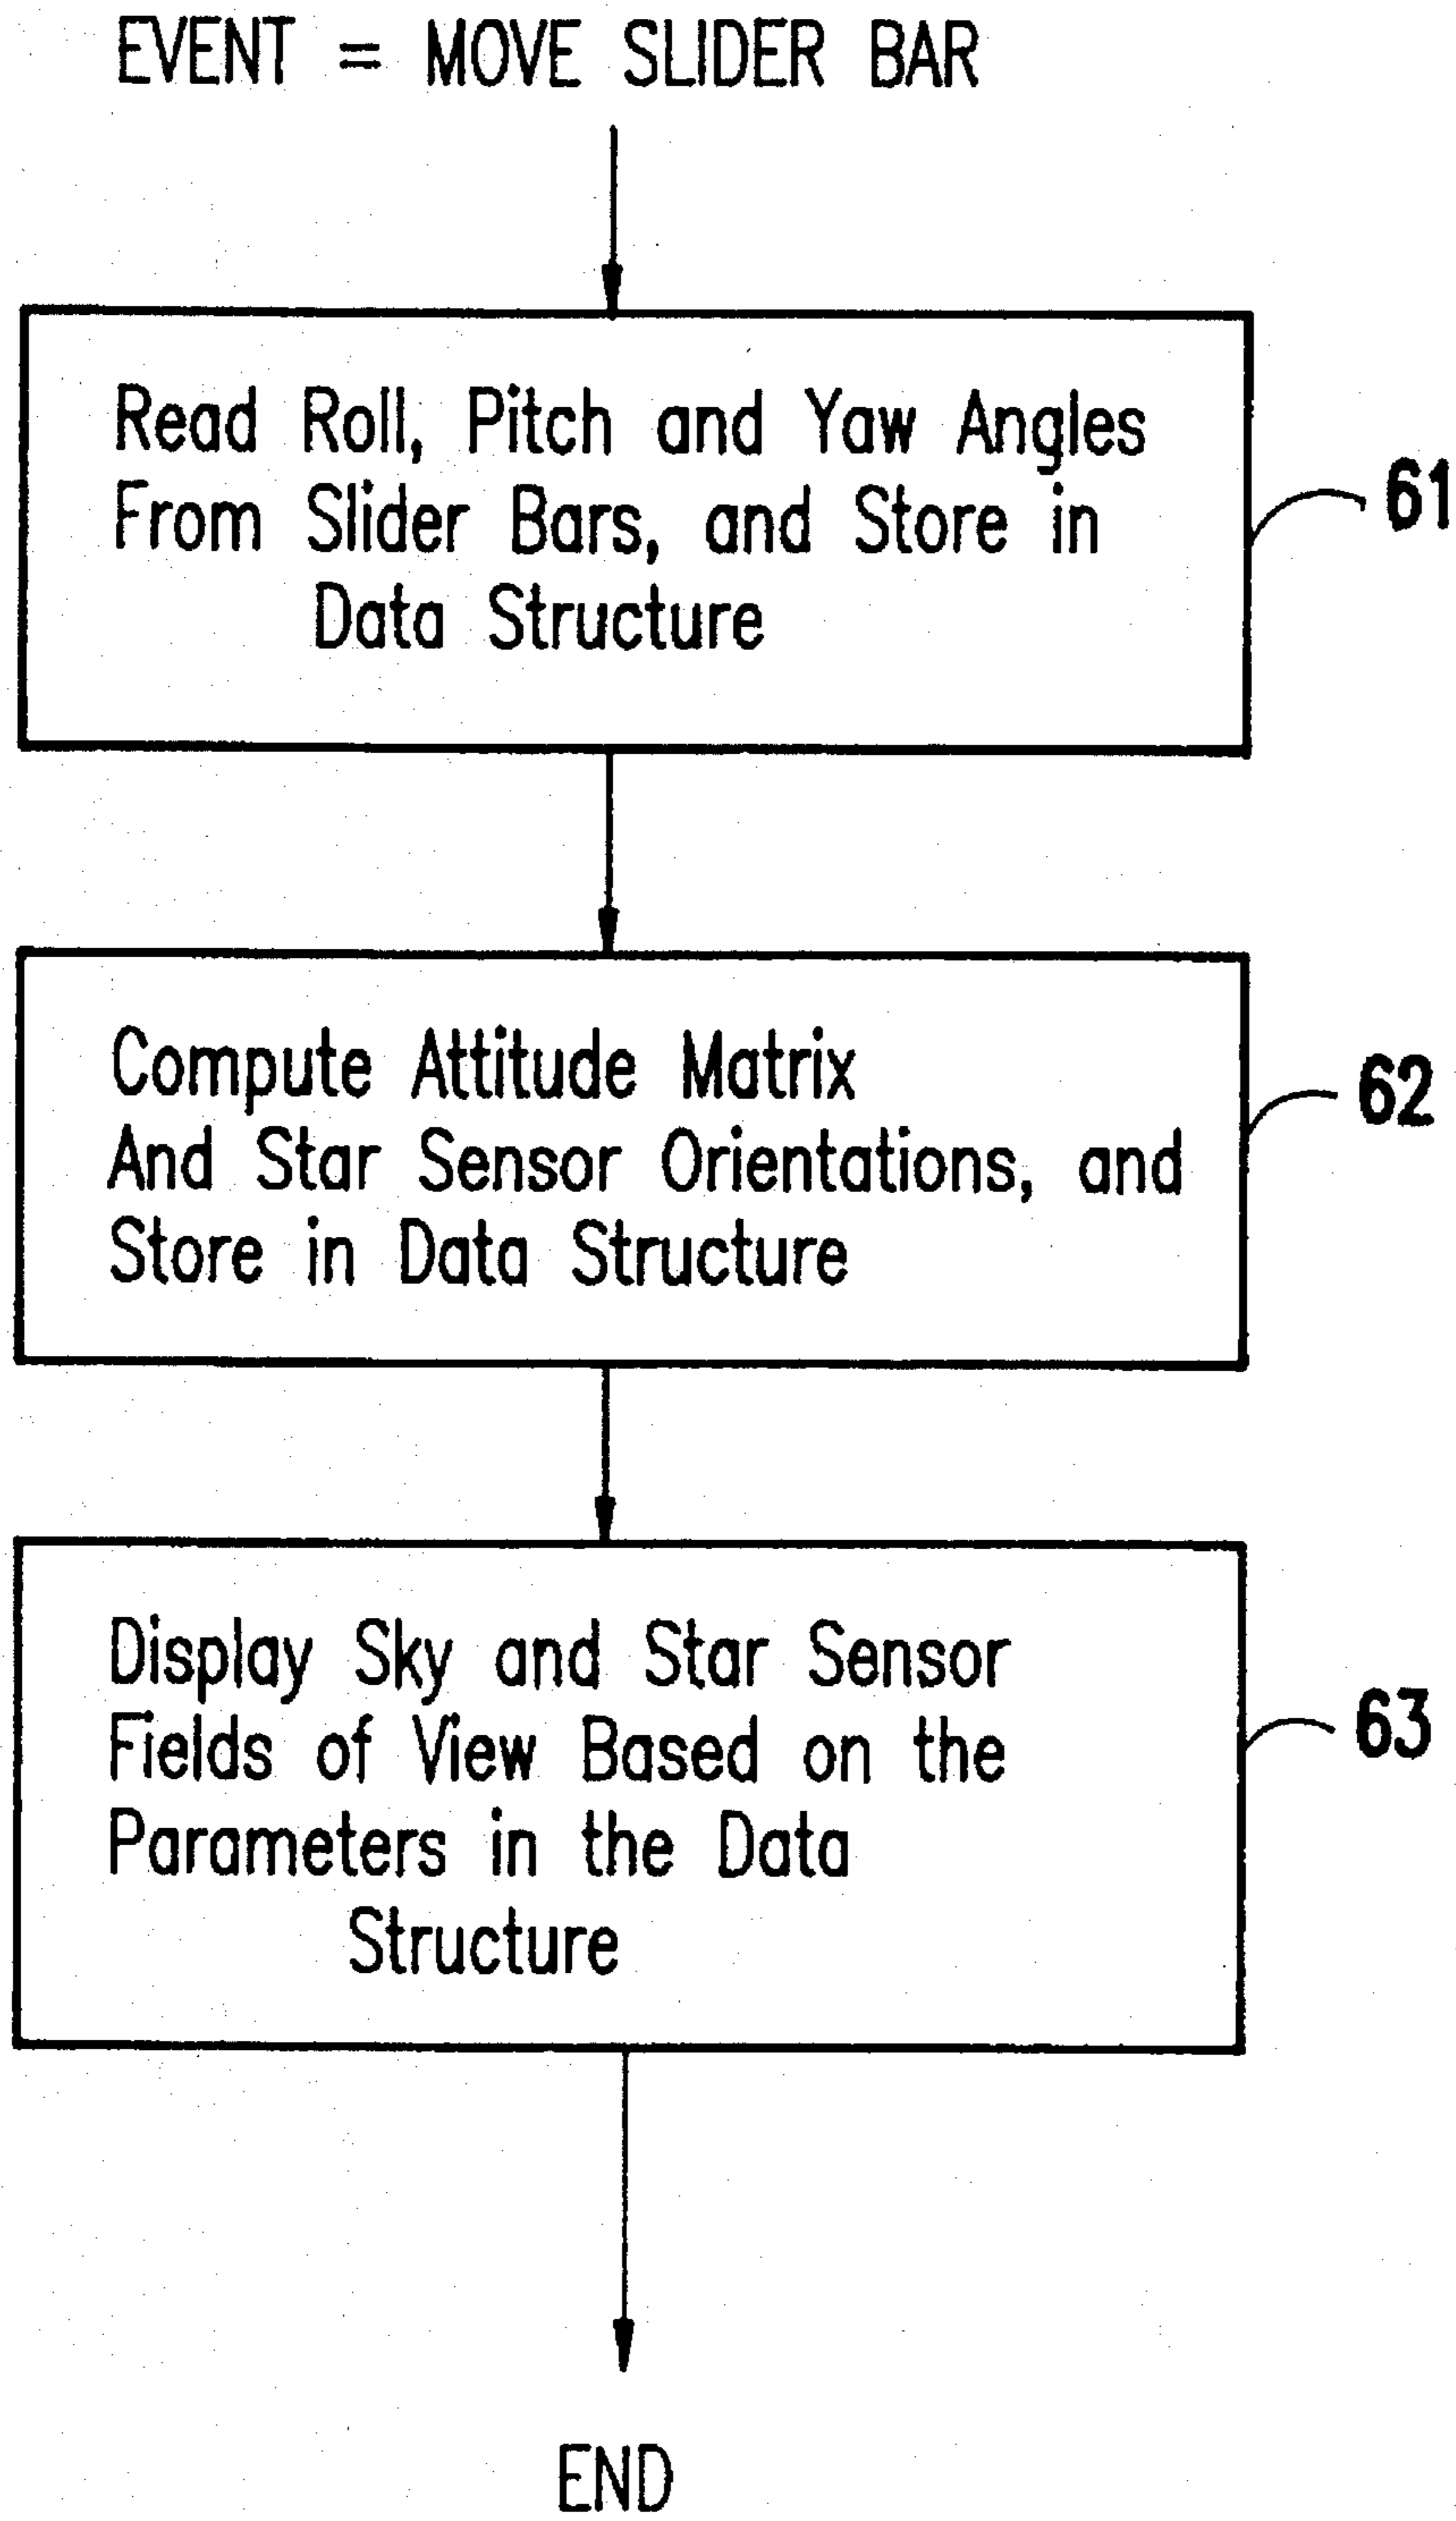 EVENT = MOVE SLIDER BAR
Read Roll, Pitch and Yaw Angles
From Slider Bars, and Store in
Data Structure
61
Compute Attitude Matrix
And Star Sensor Orientations, and
Store in Data Structure
62
Display Sky and Star Sensor
Fields of View Based on the
Parameters in the Data
Structure
63
END